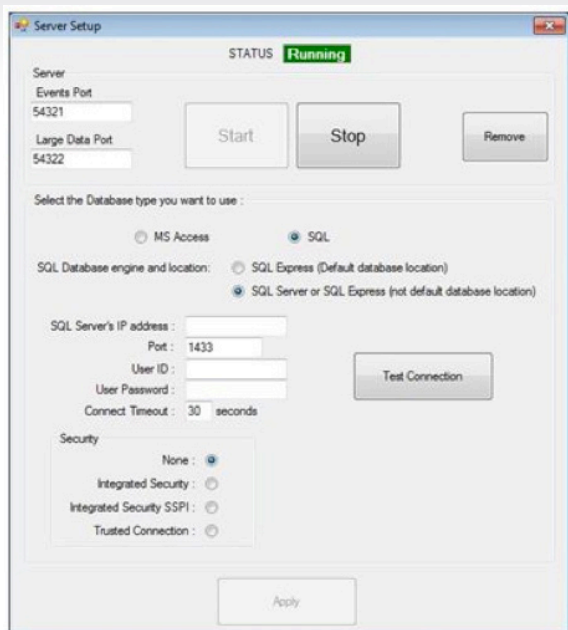 Server Setup
STATUS Running
Server
Events Port
54321
Large Data Port
54322
Start
Stop
Remove
Select the Database type you want to use :
MS Access
SQL
SQL Database engine and location:
SQL Express (Default database location)
SQL Server or SQL Express (not default database location)
SQL Server's IP address :
Port : 1433
User ID :
User Password :
Connect Timeout : 30 seconds
Test Connection
Security
None :
Integrated Security :
Integrated Security SSPI :
Trusted Connection :
Apply